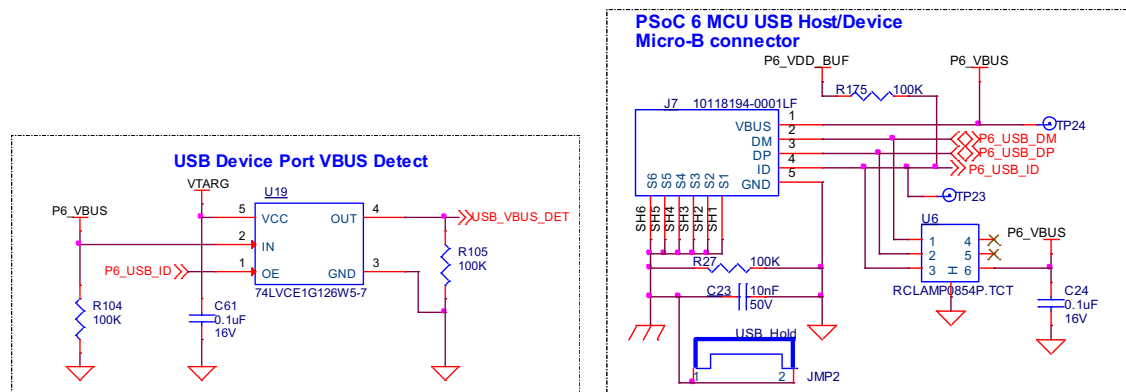 USB Device Port VBUS Detect
VTARG
U19
P6_VBUS
5
VCC
OUT
4
USB_VBUS_DET
2
IN
P6_USB_ID
1
OE
GND
3
R105
100K
74LVCE1G126W5-7
R104
100K
C61
0.1uF
16V
PSoC 6 MCU USB Host/Device
Micro-B connector
P6_VDD_BUF
P6_VBUS
R175
100K
J7
10118194-0001LF
VBUS
1
TP24
DM
2
P6_USB_DM
DP
3
P6_USB_DP
ID
4
P6_USB_ID
GND
5
S6
S5
S4
S3
S2
S1
SH6
SH5
SH4
SH3
SH2
SH1
TP23
U6
P6_VBUS
1
4
2
5
3
H
6
RCLAMP0854P.TCT
R27
100K
C23
10nF
50V
C24
0.1uF
16V
USB_Hold
1
2
JMP2